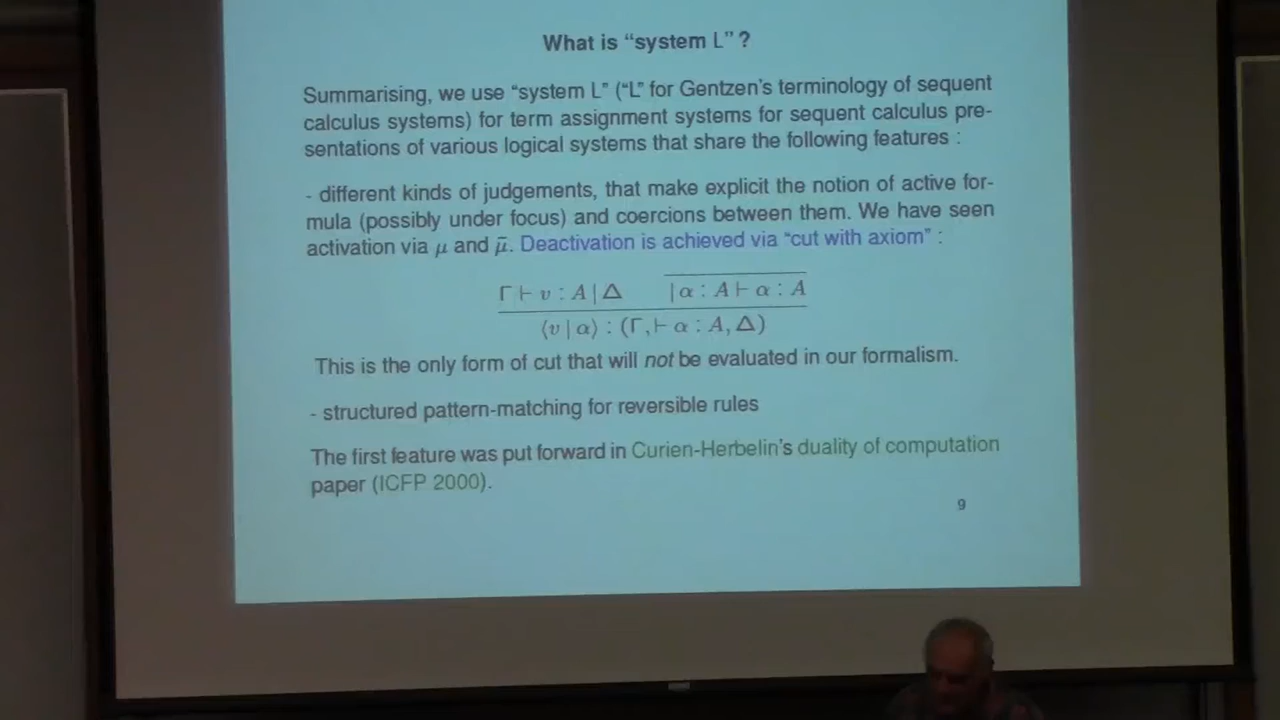 What is “system L” ?
Summarising, we use “system L” (“L” for Gentzen’s terminology of sequent
calculus systems) for term assignment systems for sequent calculus pre-
sentations of various logical systems that share the following features :
- different kinds of judgements, that make explicit the notion of active for-
mula (possibly under focus) and coercions between them. We have seen
activation via μ and μ̃. Deactivation is achieved via “cut with axiom” :
Γ ⊢ v : A | Δ | α : A ⊢ α : A
⟨v | α⟩ : (Γ, ⊢ α : A, Δ)
This is the only form of cut that will not be evaluated in our formalism.
- structured pattern-matching for reversible rules
The first feature was put forward in Curien-Herbelin’s duality of computation
paper (ICFP 2000).
9